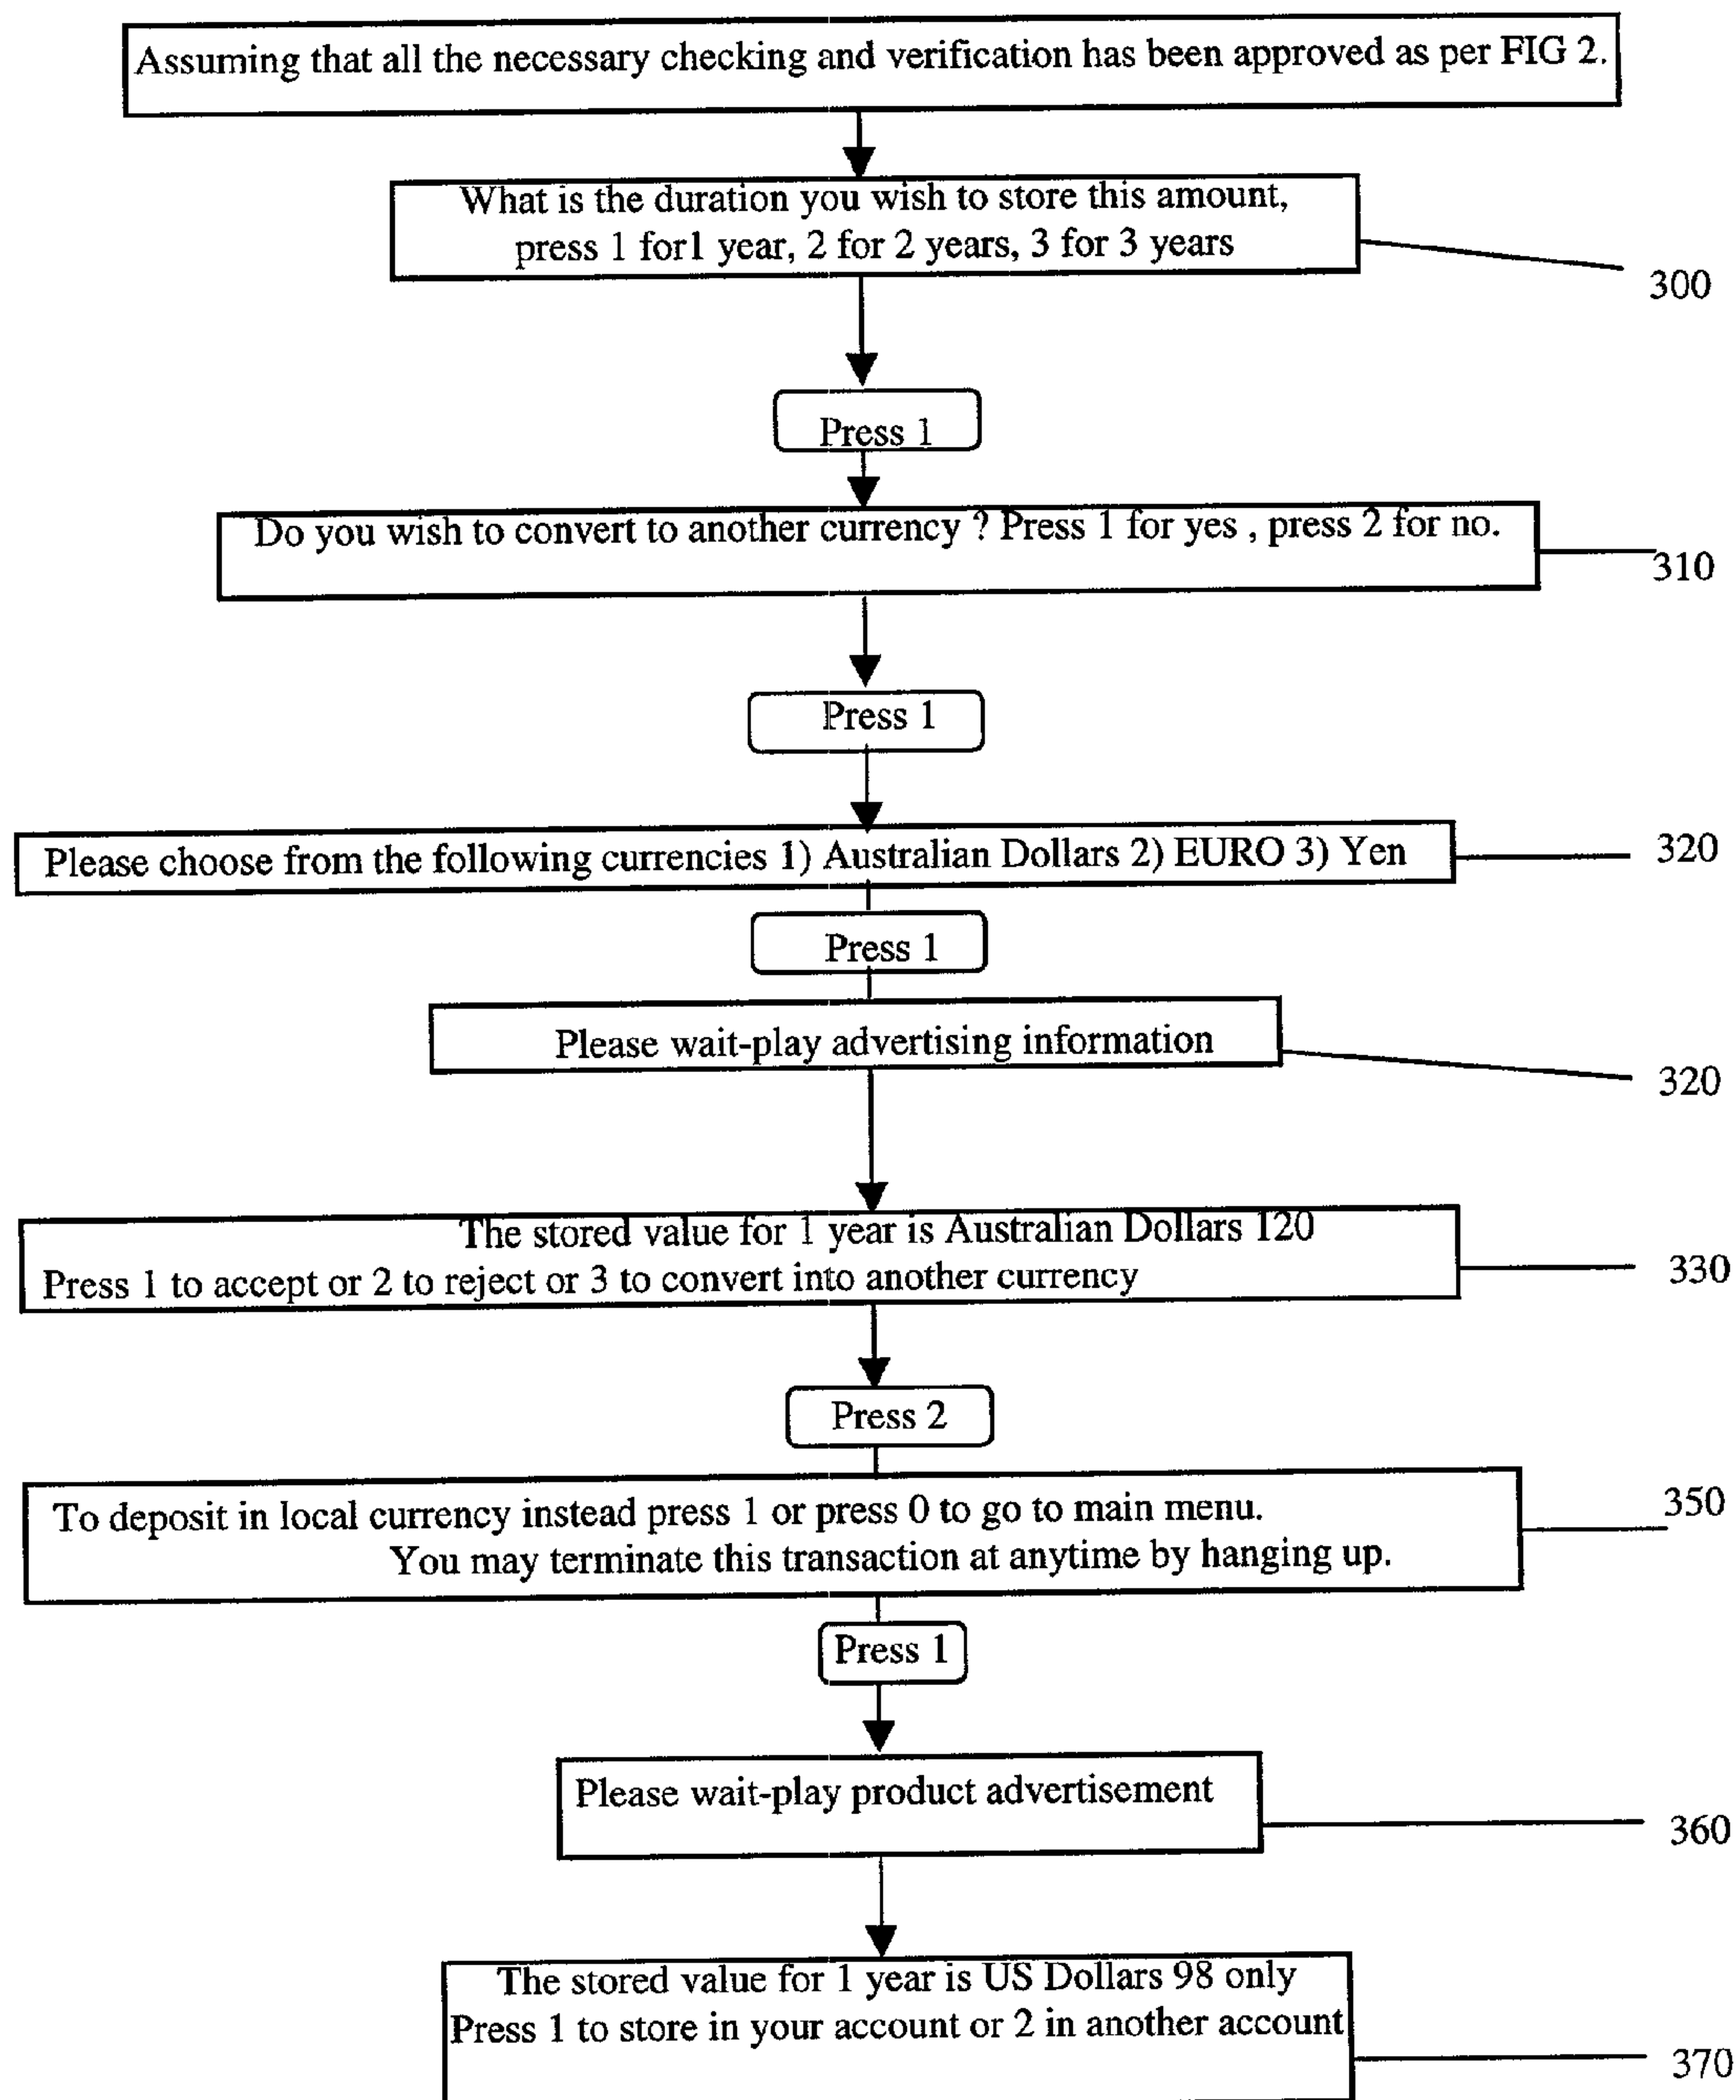 Assuming that all the necessary checking and verification has been approved as per FIG 2.
What is the duration you wish to store this amount,
press 1 for1 year, 2 for 2 years, 3 for 3 years
300
Press 1
Do you wish to convert to another currency ? Press 1 for yes , press 2 for no.
310
Press 1
Please choose from the following currencies 1) Australian Dollars 2) EURO 3) Yen
320
Press 1
Please wait-play advertising information
320
The stored value for 1 year is Australian Dollars 120
Press 1 to accept or 2 to reject or 3 to convert into another currency
330
Press 2
To deposit in local currency instead press 1 or press 0 to go to main menu.
You may terminate this transaction at anytime by hanging up.
350
Press 1
Please wait-play product advertisement
360
The stored value for 1 year is US Dollars 98 only
Press 1 to store in your account or 2 in another account
370